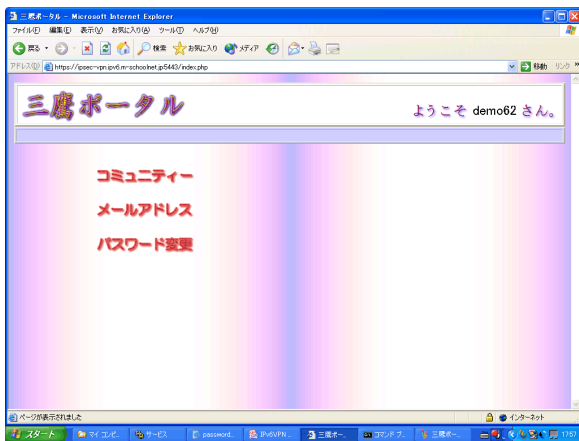 三鷹ポータル - Microsoft Internet Explorer
ファイル(F) 編集(E) 表示(V) お気に入り(A) ツール(T) ヘルプ(H)
戻る 検索 お気に入り メディア
アドレス(D) https://ipsec-vpn.ipv6.m-schoolnet.jp:5443/index.php 移動 リンク »
三鷹ポータル
ようこそ demo62 さん。
コミュニティー
メールアドレス
パスワード変更
ページが表示されました インターネット
スタート マイ コンピ... サービス password... IPv6VPN ... 三鷹ポー... コマンド プ... 三鷹ポー...